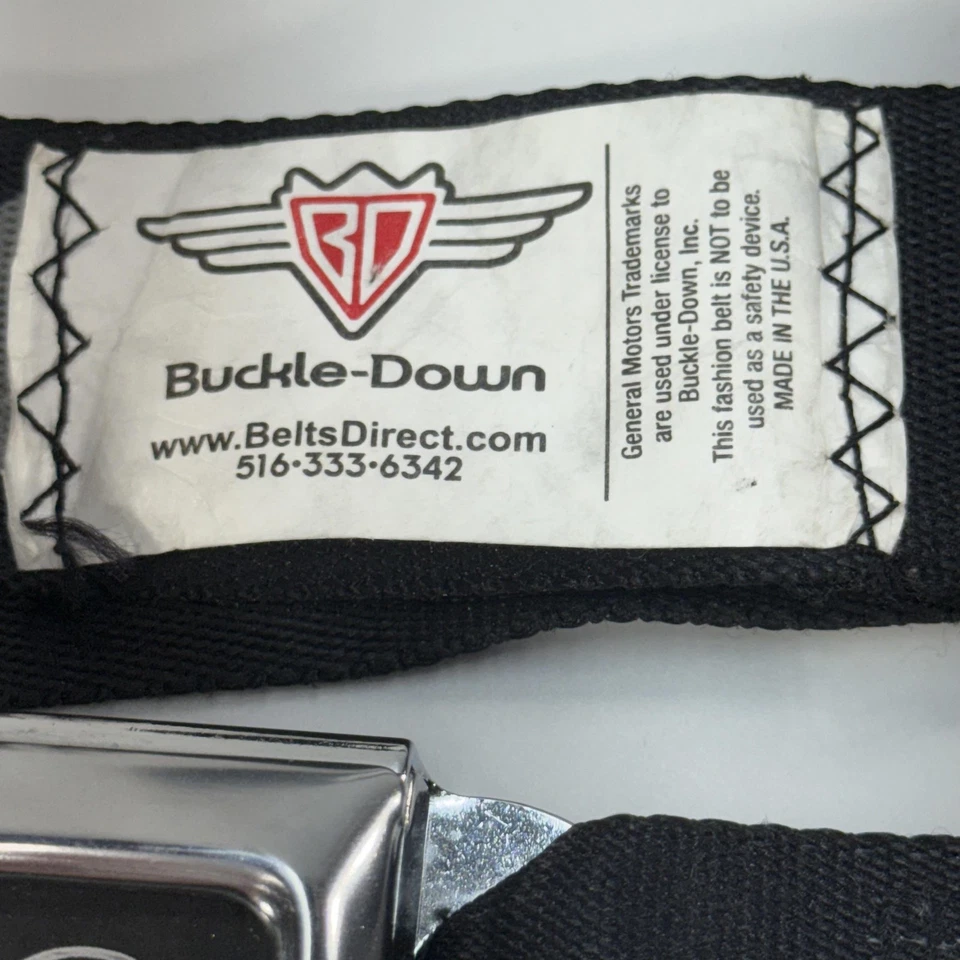 BD
Buckle-Down
www.BeltsDirect.com
516•333•6342
General Motors Trademarks
are used under license to
Buckle-Down, Inc.
This fashion belt is NOT to be
used as a safety device.
MADE IN THE U.S.A.